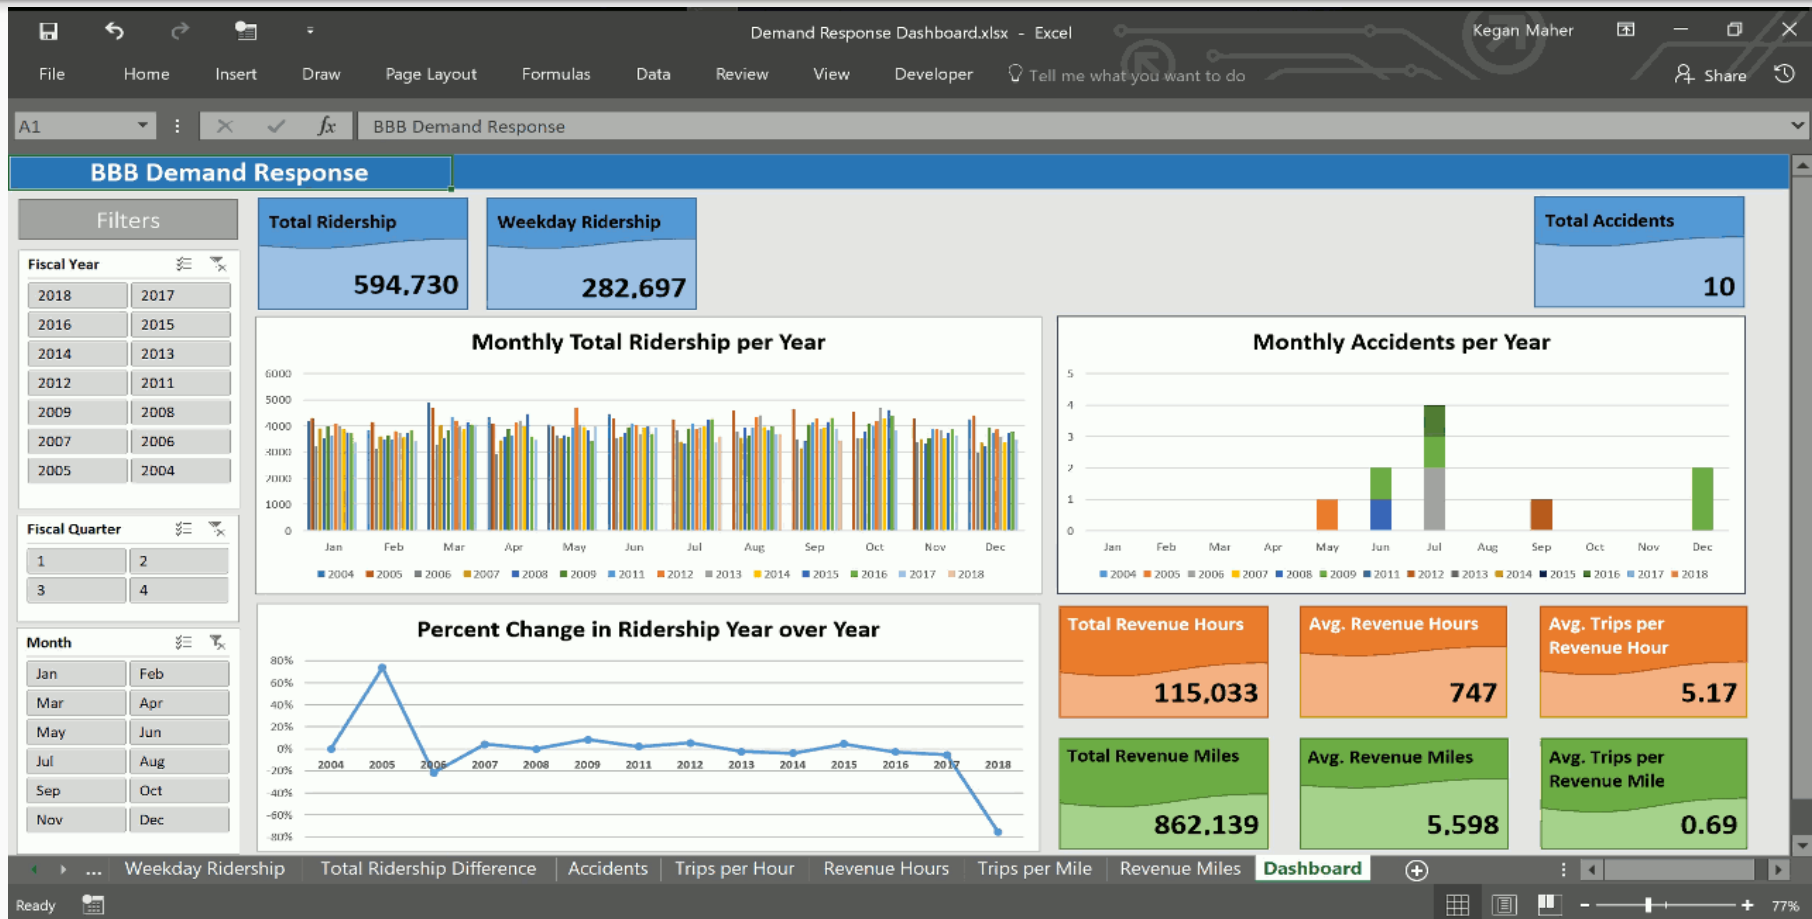 Demand Response Dashboard.xlsx - Excel
Kegan Maher
File Home Insert Draw Page Layout Formulas Data Review View Developer Tell me what you want to do Share
A1 fx BBB Demand Response
BBB Demand Response
Filters
Fiscal Year
2018 2017
2016 2015
2014 2013
2012 2011
2009 2008
2007 2006
2005 2004
Fiscal Quarter
1 2
3 4
Month
Jan Feb
Mar Apr
May Jun
Jul Aug
Sep Oct
Nov Dec
Total Ridership
594,730
Weekday Ridership
282,697
Total Accidents
10
Monthly Total Ridership per Year
6000
5000
4000
3000
2000
1000
0
Jan Feb Mar Apr May Jun Jul Aug Sep Oct Nov Dec
2004 2005 2006 2007 2008 2009 2011 2012 2013 2014 2015 2016 2017 2018
Monthly Accidents per Year
5
4
3
2
1
0
Jan Feb Mar Apr May Jun Jul Aug Sep Oct Nov Dec
2004 2005 2006 2007 2008 2009 2011 2012 2013 2014 2015 2016 2017 2018
Percent Change in Ridership Year over Year
80%
60%
40%
20%
0%
-20%
-40%
-60%
-80%
2004 2005 2006 2007 2008 2009 2011 2012 2013 2014 2015 2016 2017 2018
Total Revenue Hours
115,033
Avg. Revenue Hours
747
Avg. Trips per
Revenue Hour
5.17
Total Revenue Miles
862,139
Avg. Revenue Miles
5,598
Avg. Trips per
Revenue Mile
0.69
... Weekday Ridership Total Ridership Difference Accidents Trips per Hour Revenue Hours Trips per Mile Revenue Miles Dashboard
Ready
77%